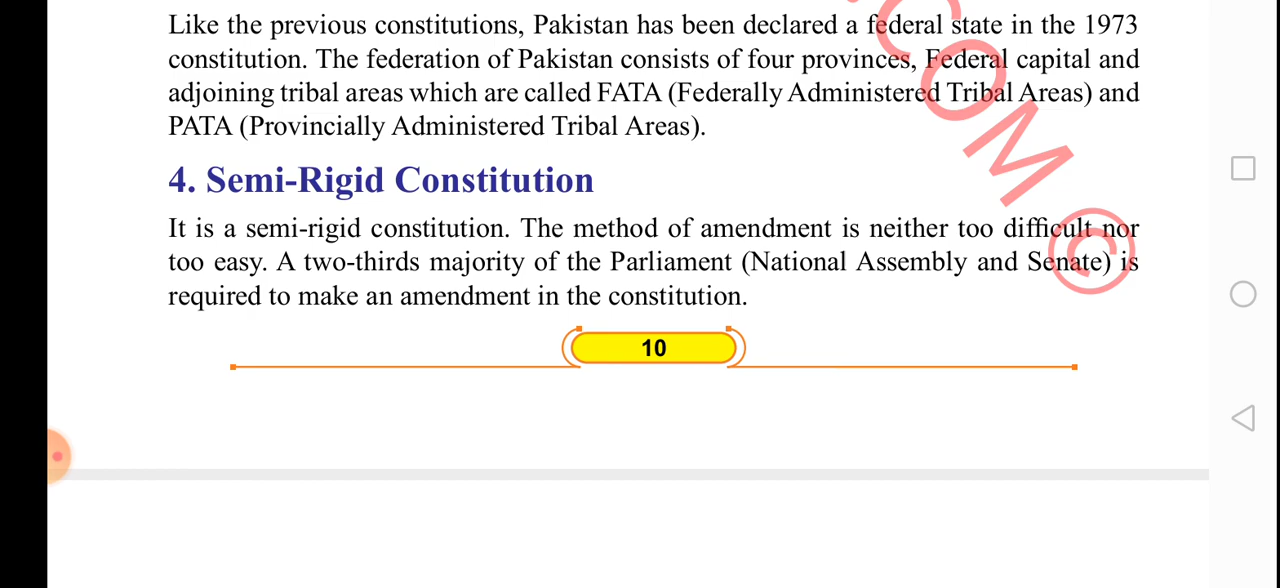 Like the previous constitutions, Pakistan has been declared a federal state in the 1973
constitution. The federation of Pakistan consists of four provinces, Federal capital and
adjoining tribal areas which are called FATA (Federally Administered Tribal Areas) and
PATA (Provincially Administered Tribal Areas).
4. Semi-Rigid Constitution
It is a semi-rigid constitution. The method of amendment is neither too difficult nor
too easy. A two-thirds majority of the Parliament (National Assembly and Senate) is
required to make an amendment in the constitution.
10
.COM ©